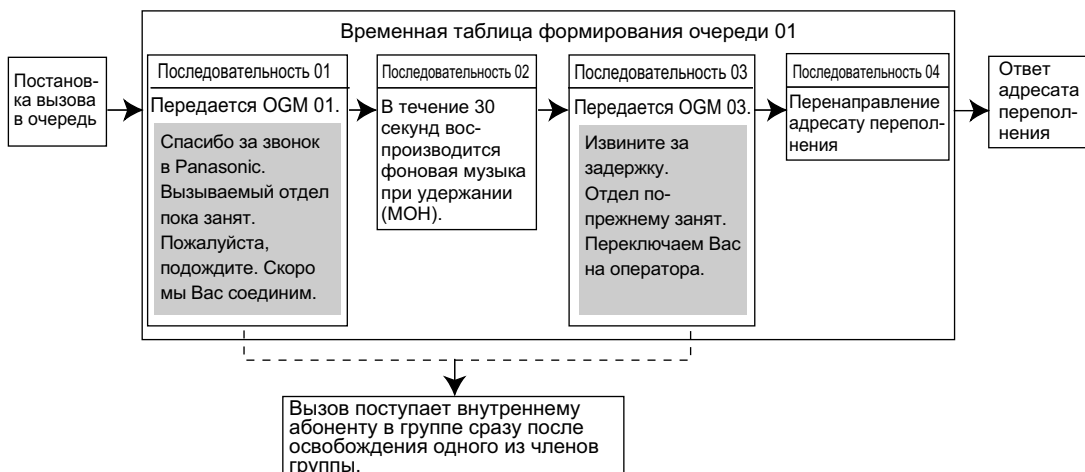 Временная таблица формирования очереди 01
Постанов-
ка вызова
в очередь
Последовательность 01
Передается OGM 01.
Спасибо за звонок
в Panasonic.
Вызываемый отдел
пока занят.
Пожалуйста,
подождите. Скоро
мы Вас соединим.
Последовательность 02
В течение 30
секунд вос-
производится
фоновая музыка
при удержании
(MOH).
Последовательность 03
Передается OGM 03.
Извините за
задержку.
Отдел по-
прежнему занят.
Переключаем Вас
на оператора.
Последовательность 04
Перенаправление
адресату перепол-
нения
Ответ
адресата
перепол-
нения
Вызов поступает внутреннему
абоненту в группе сразу после
освобождения одного из членов
группы.